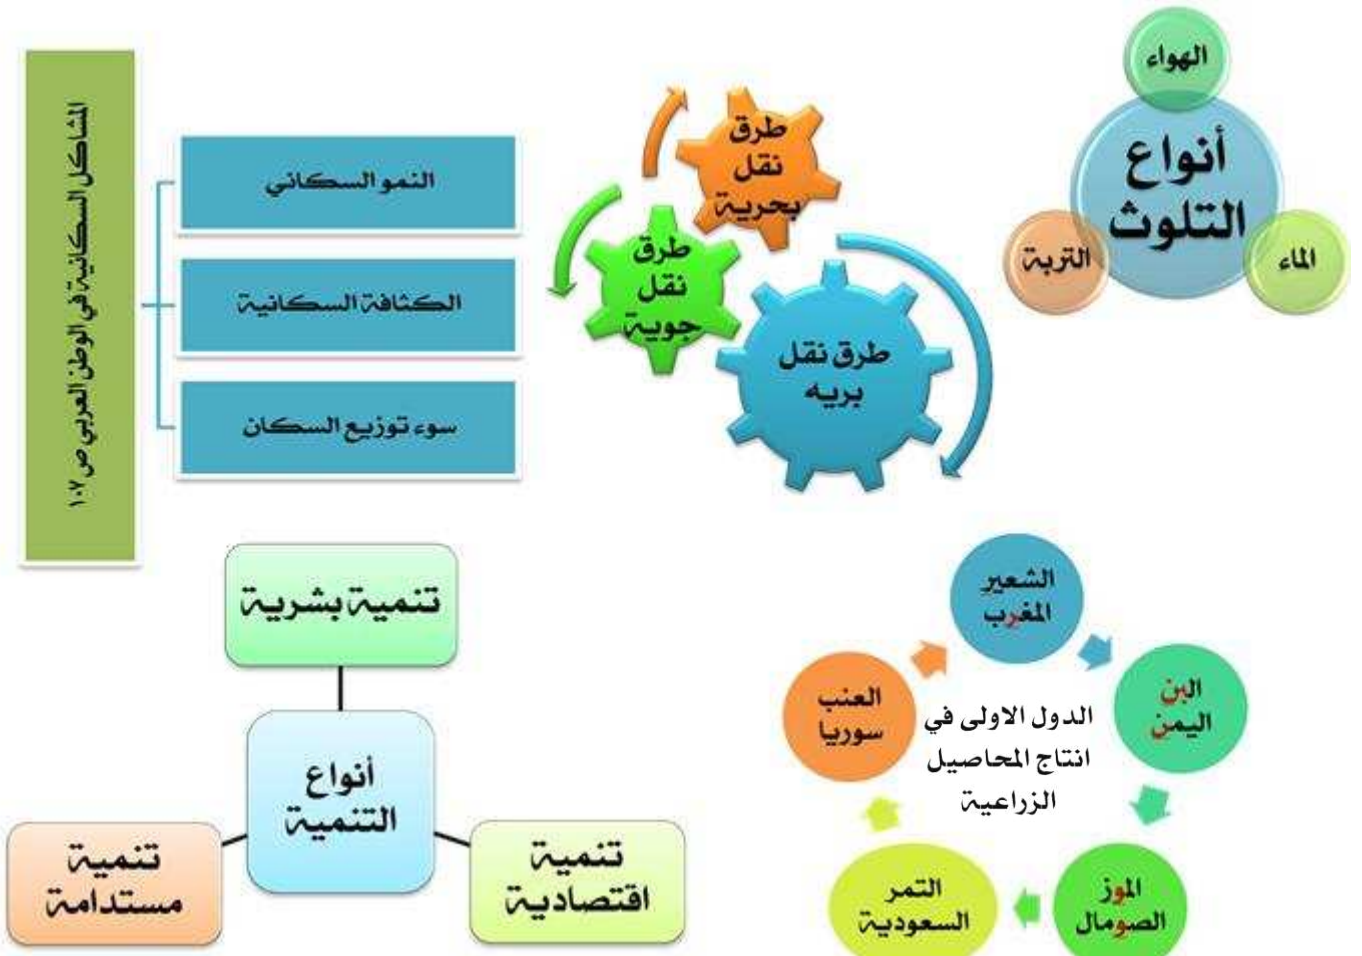 الهواء
أنواع
التلوث
الماء
التربة
طرق
نقل
بحرية
طرق
نقل
جوية
طرق نقل
بريه
المشاكل السكانية في الوطن العربي ص ١٠٧
النمو السكاني
الكثافة السكانية
سوء توزيع السكان
الشعير
المغرب
البن
اليمن
الموز
الصومال
التمر
السعودية
العنب
سوريا
الدول الاولى في
انتاج المحاصيل
الزراعية
تنمية بشرية
أنواع
التنمية
تنمية
اقتصادية
تنمية
مستدامة